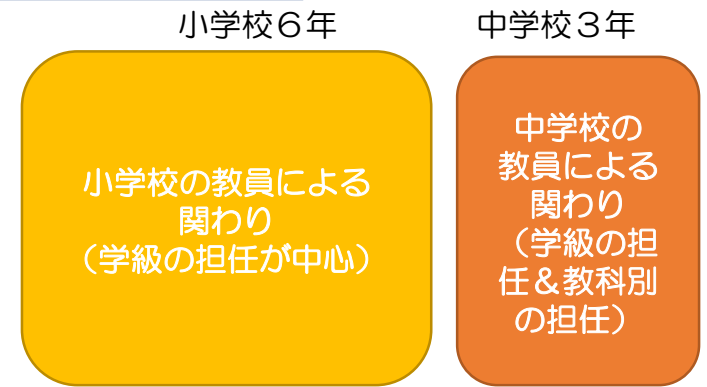 小学校６年
中学校３年
小学校の教員による
関わり
（学級の担任が中心）
中学校の
教員による
関わり
（学級の担
任＆教科別
の担任）